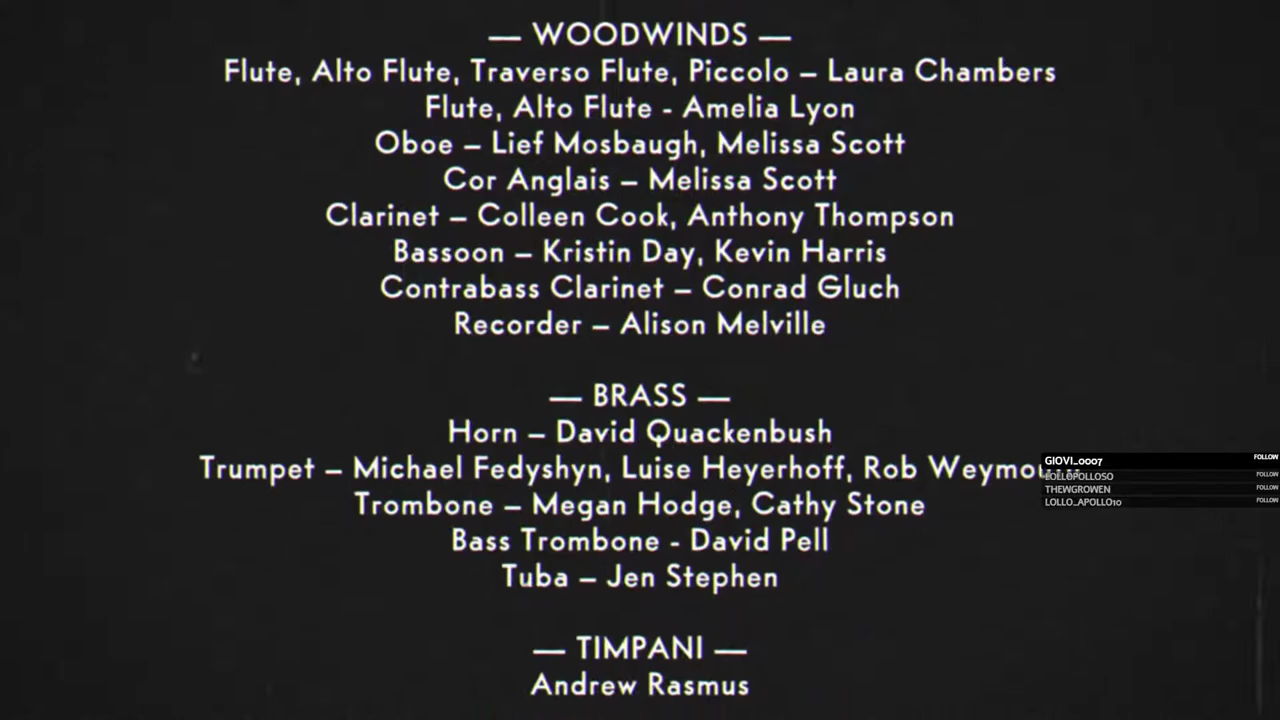 — WOODWINDS —
Flute, Alto Flute, Traverso Flute, Piccolo – Laura Chambers
Flute, Alto Flute - Amelia Lyon
Oboe – Lief Mosbaugh, Melissa Scott
Cor Anglais – Melissa Scott
Clarinet – Colleen Cook, Anthony Thompson
Bassoon – Kristin Day, Kevin Harris
Contrabass Clarinet – Conrad Gluch
Recorder – Alison Melville
— BRASS —
Horn – David Quackenbush
Trumpet – Michael Fedyshyn, Luise Heyerhoff, Rob
Trombone – Megan Hodge, Cathy Stone
Bass Trombone - David Pell
Tuba – Jen Stephen
— TIMPANI —
Andrew Rasmus
GIOVI_0007 FOLLOW
LOLLOPOLLOSO FOLLOW
THEWGROWEN FOLLOW
LOLLO_APOLLO10 FOLLOW